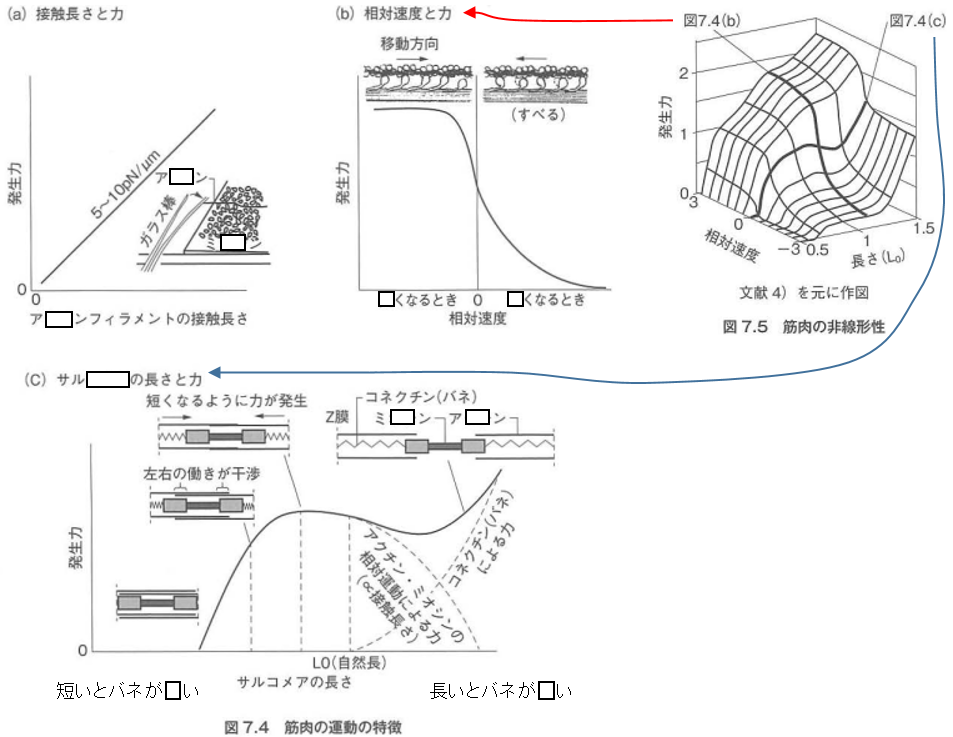 (a) 接触長さと力
発生力
5〜10pN/μm
ア□ン
ガラス棒
□
0
0
ア□ンフィラメントの接触長さ
(b) 相対速度と力
移動方向
(すべる)
発生力
□くなるとき
0
□くなるとき
相対速度
図7.4(b)
図7.4(c)
発生力
2
1
0
3
0
−3
相対速度
0.5
1
1.5
長さ(L₀)
文献 4) を元に作図
図 7.5 筋肉の非線形性
(C) サル□の長さと力
短くなるように力が発生
コネクチン(バネ)
Z膜
ミ□ン
ア□ン
左右の働きが干渉
発生力
アクチン・ミオシンの
相対運動による力
(∝接触長さ)
コネクチン(バネ)
による力
0
L0(自然長)
サルコメアの長さ
短いとバネが□い
長いとバネが□い
図 7.4 筋肉の運動の特徴